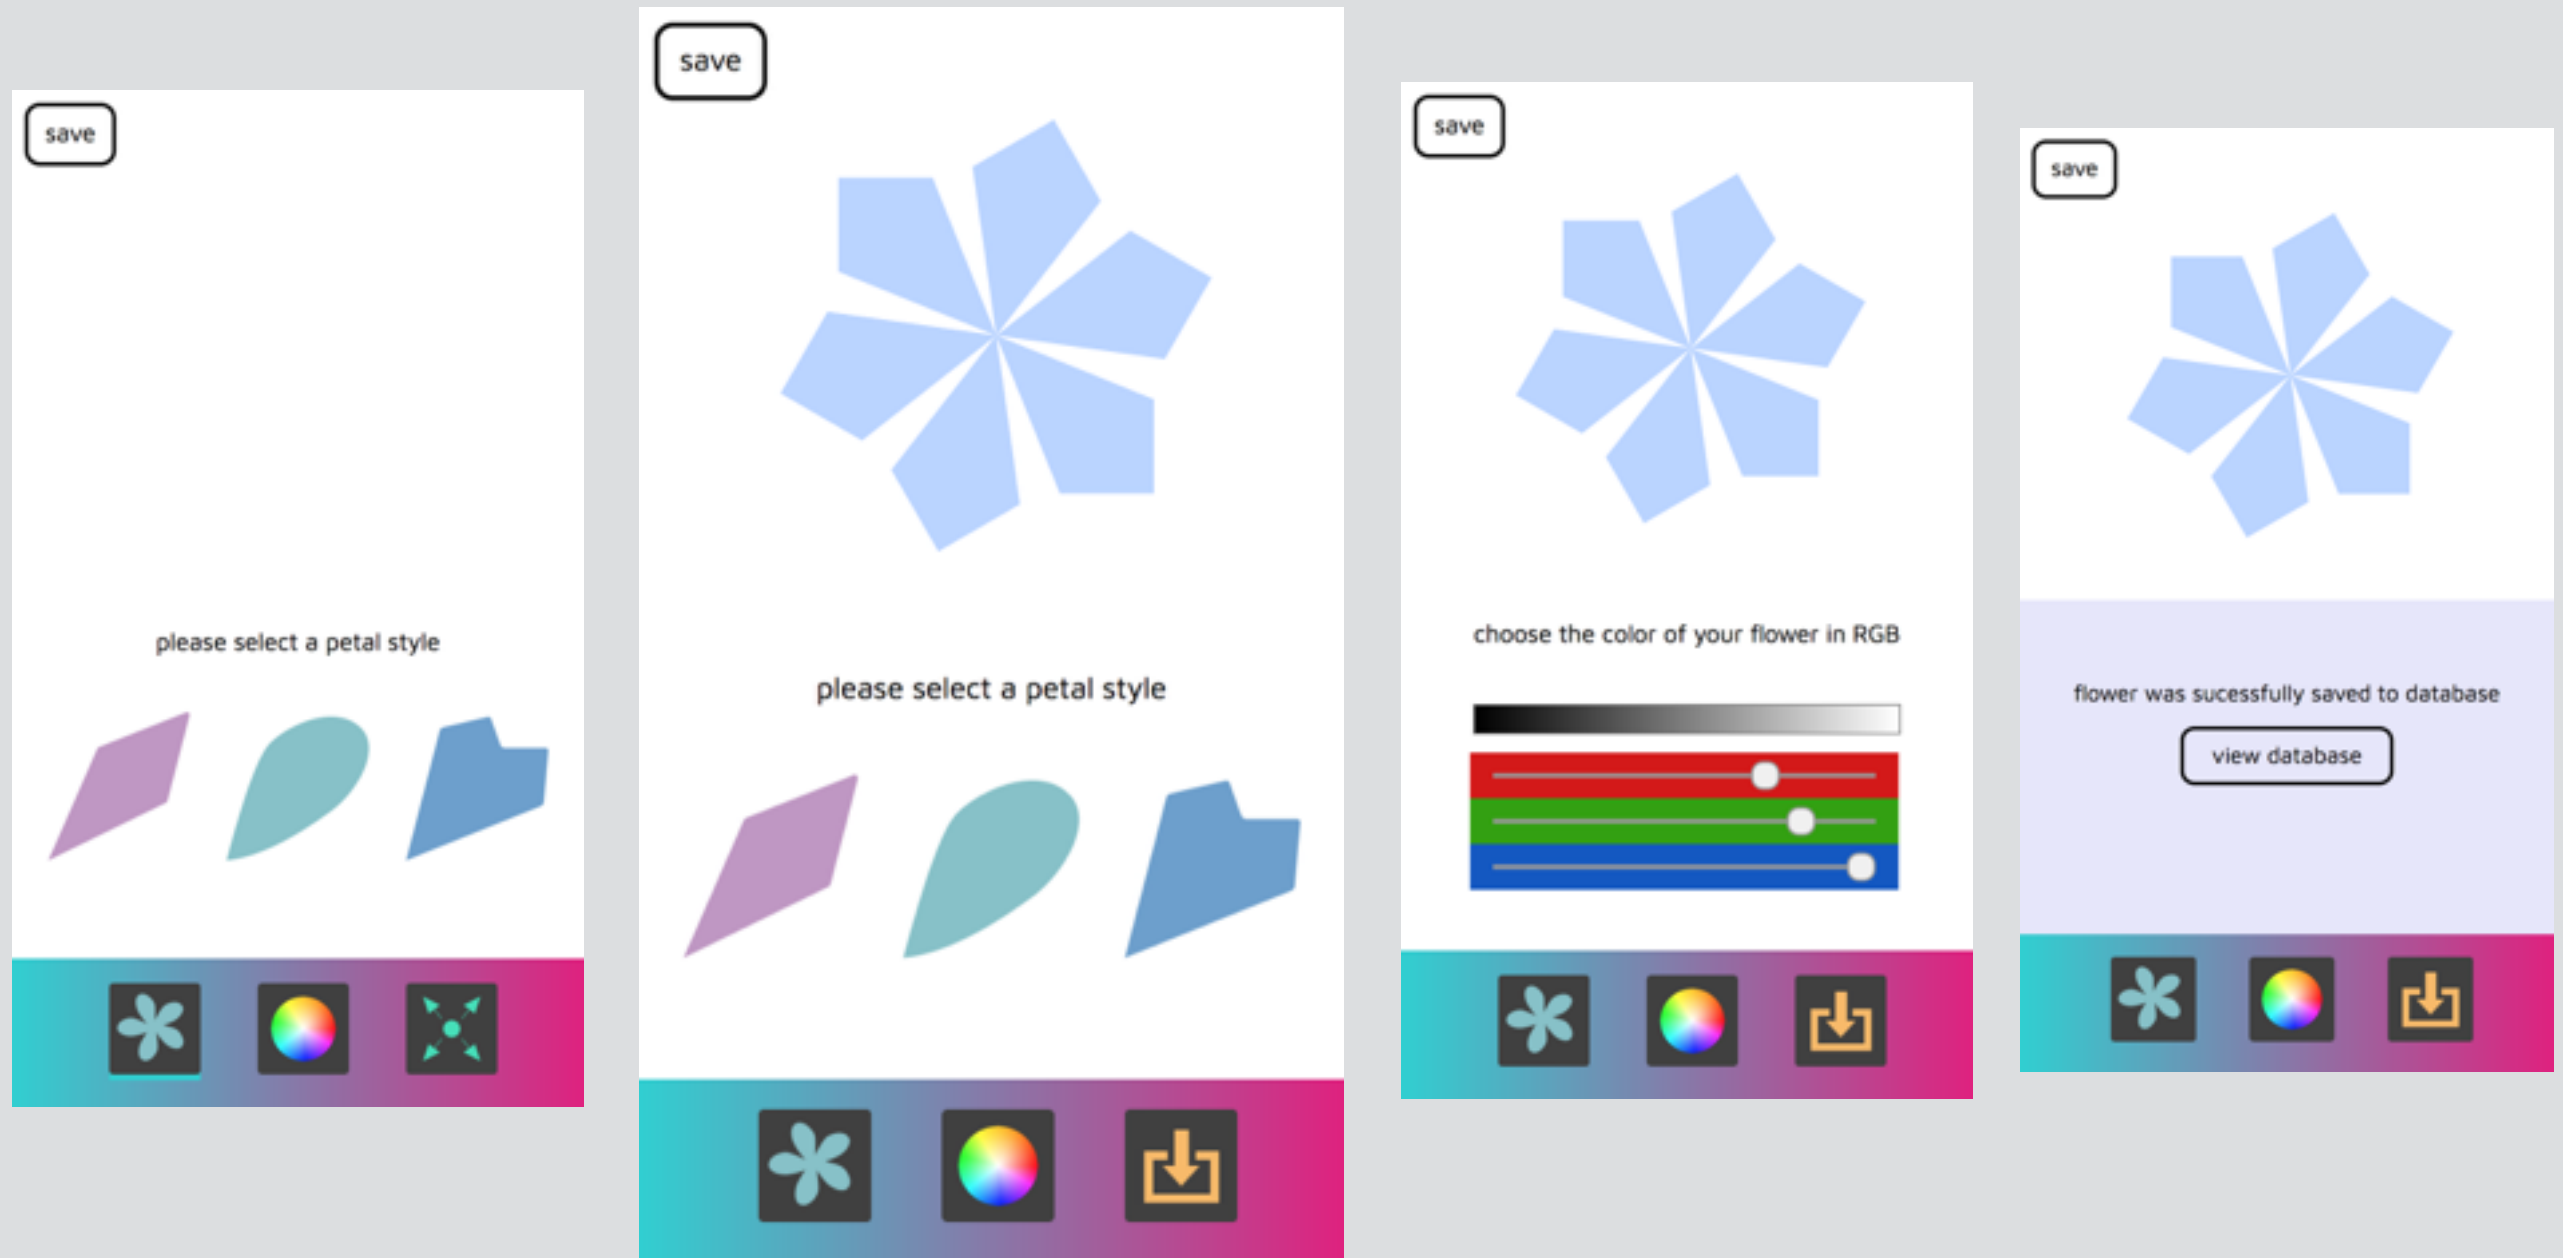 save
please select a petal style
save
please select a petal style
save
choose the color of your flower in RGB
save
flower was sucessfully saved to database
view database